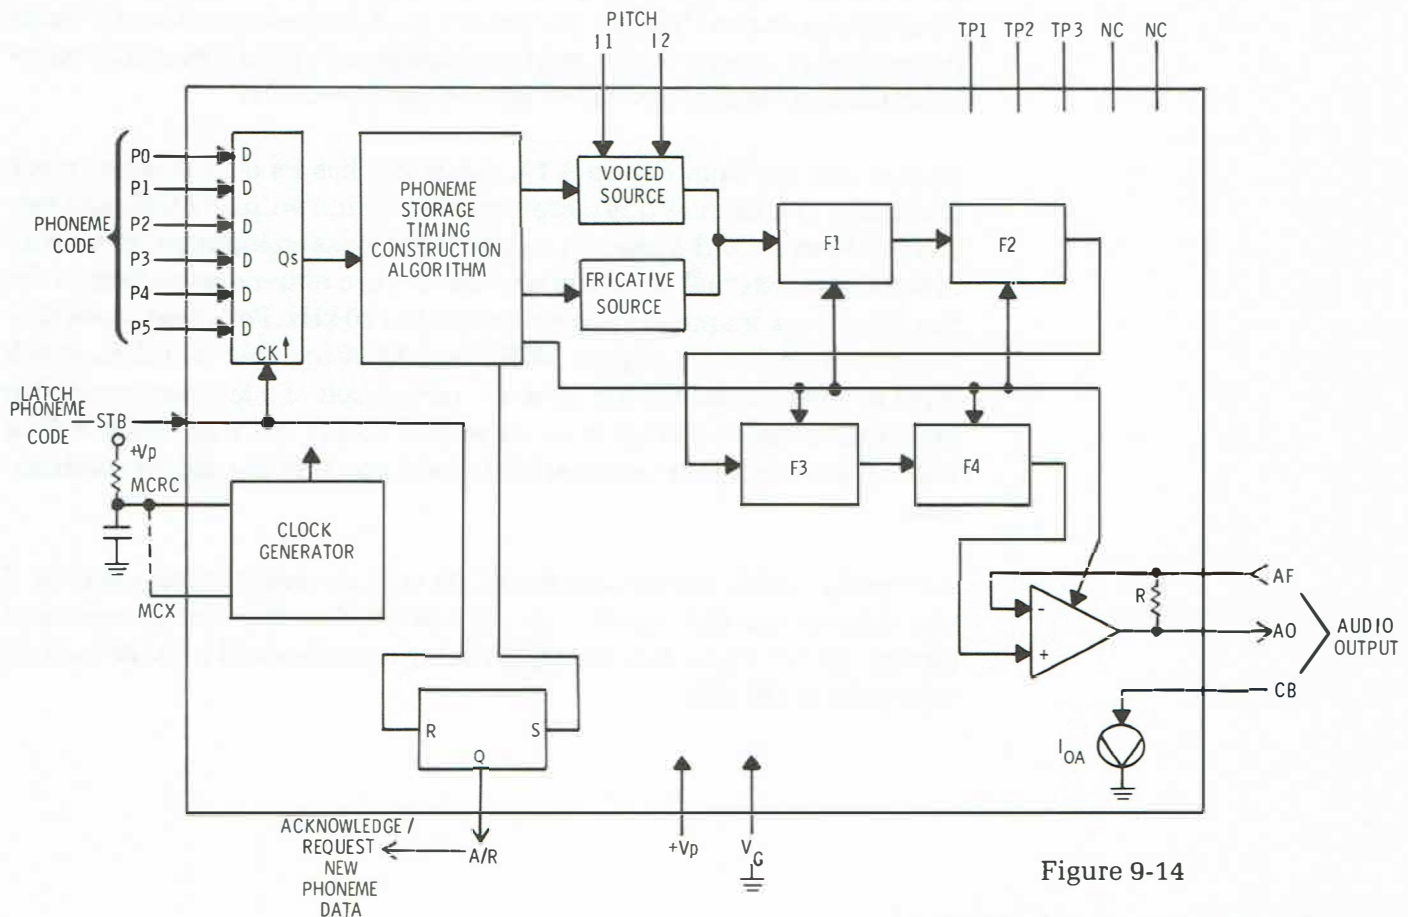 PITCH
I1 I2
TP1 TP2 TP3 NC NC
P0
P1
P2
P3
P4
P5
PHONEME
CODE
D
D
D
D
D
D
Qs
CK
PHONEME
STORAGE
TIMING
CONSTRUCTION
ALGORITHM
VOICED
SOURCE
FRICATIVE
SOURCE
F1
F2
F3
F4
LATCH
PHONEME
CODE
STB
+Vp
MCRC
MCX
CLOCK
GENERATOR
R
S
Q
A/R
ACKNOWLEDGE /
REQUEST
NEW
PHONEME
DATA
+Vp
VG
-
+
R
AF
AO
CB
AUDIO
OUTPUT
IOA
Figure 9-14